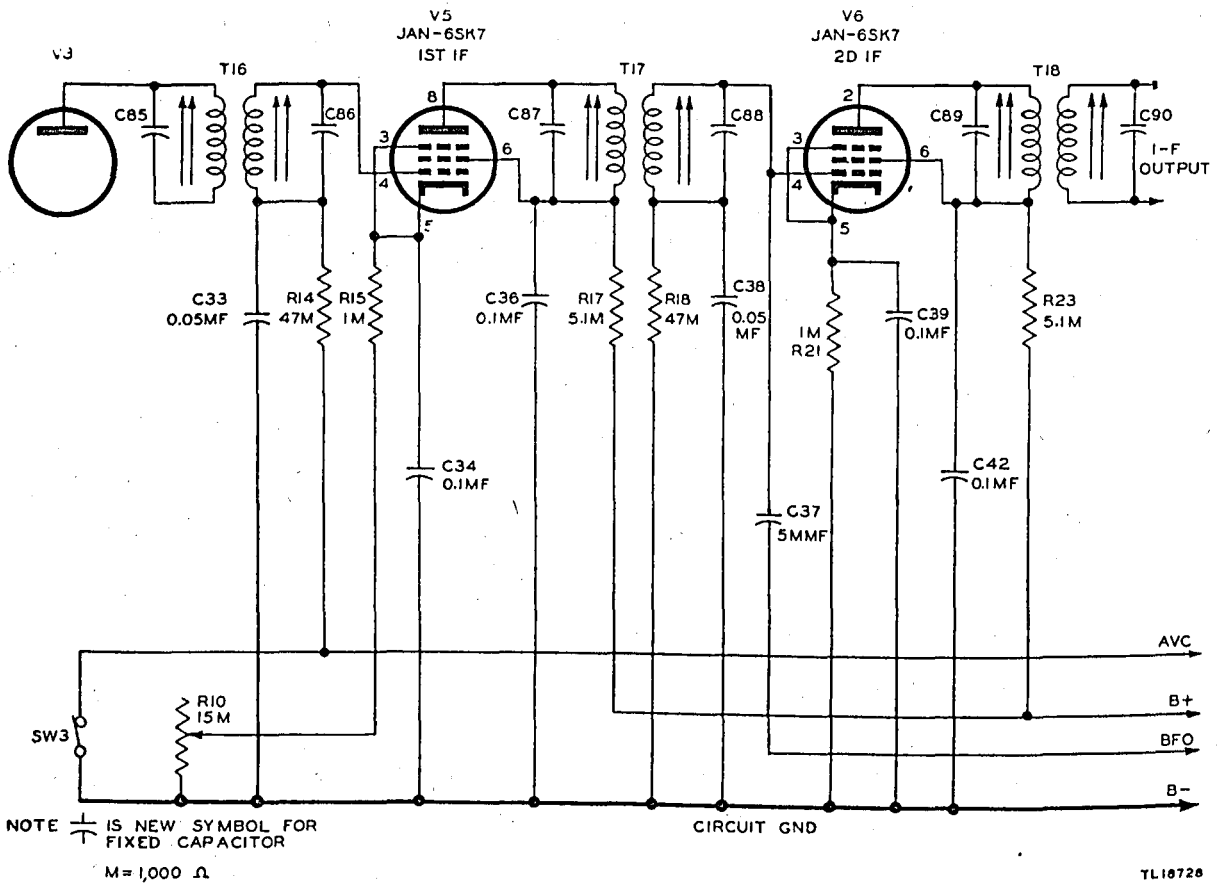 V3
T16
C85
C86
V5
JAN-6SK7
1ST IF
8
3
4
5
6
C87
T17
C88
V6
JAN-6SK7
2D IF
2
3
4
5
6
C89
T18
C90
I-F
OUTPUT
C33
0.05MF
R14
47M
R15
1M
C36
0.1MF
R17
5.1M
R18
47M
C38
0.05
MF
1M
R21
C39
0.1MF
R23
5.1M
C34
0.1MF
C37
5MMF
C42
0.1MF
AVC
R10
15M
SW3
B+
BFO
B-
NOTE IS NEW SYMBOL FOR
FIXED CAPACITOR
M=1,000 Ω
CIRCUIT GND
TL18728